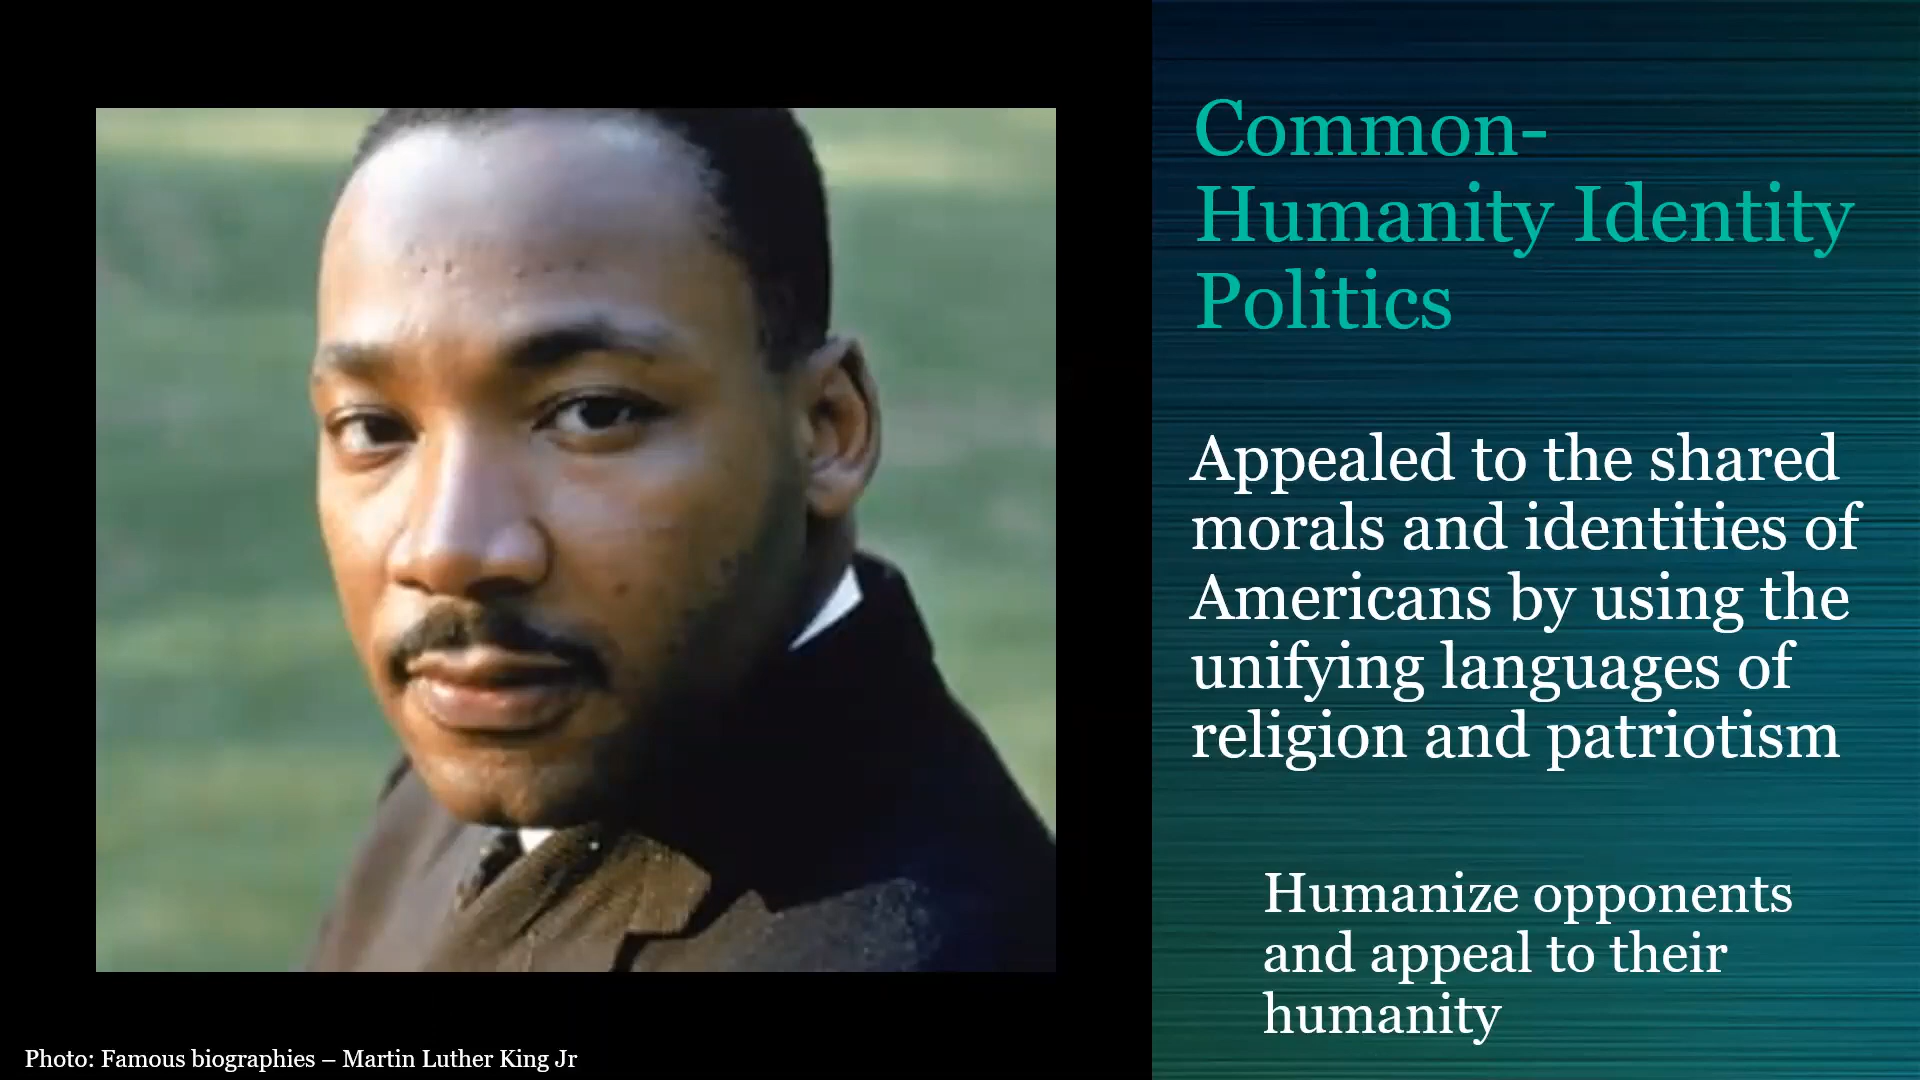 Common-
Humanity Identity
Politics
Appealed to the shared
morals and identities of
Americans by using the
unifying languages of
religion and patriotism
Humanize opponents
and appeal to their
humanity
Photo: Famous biographies – Martin Luther King Jr